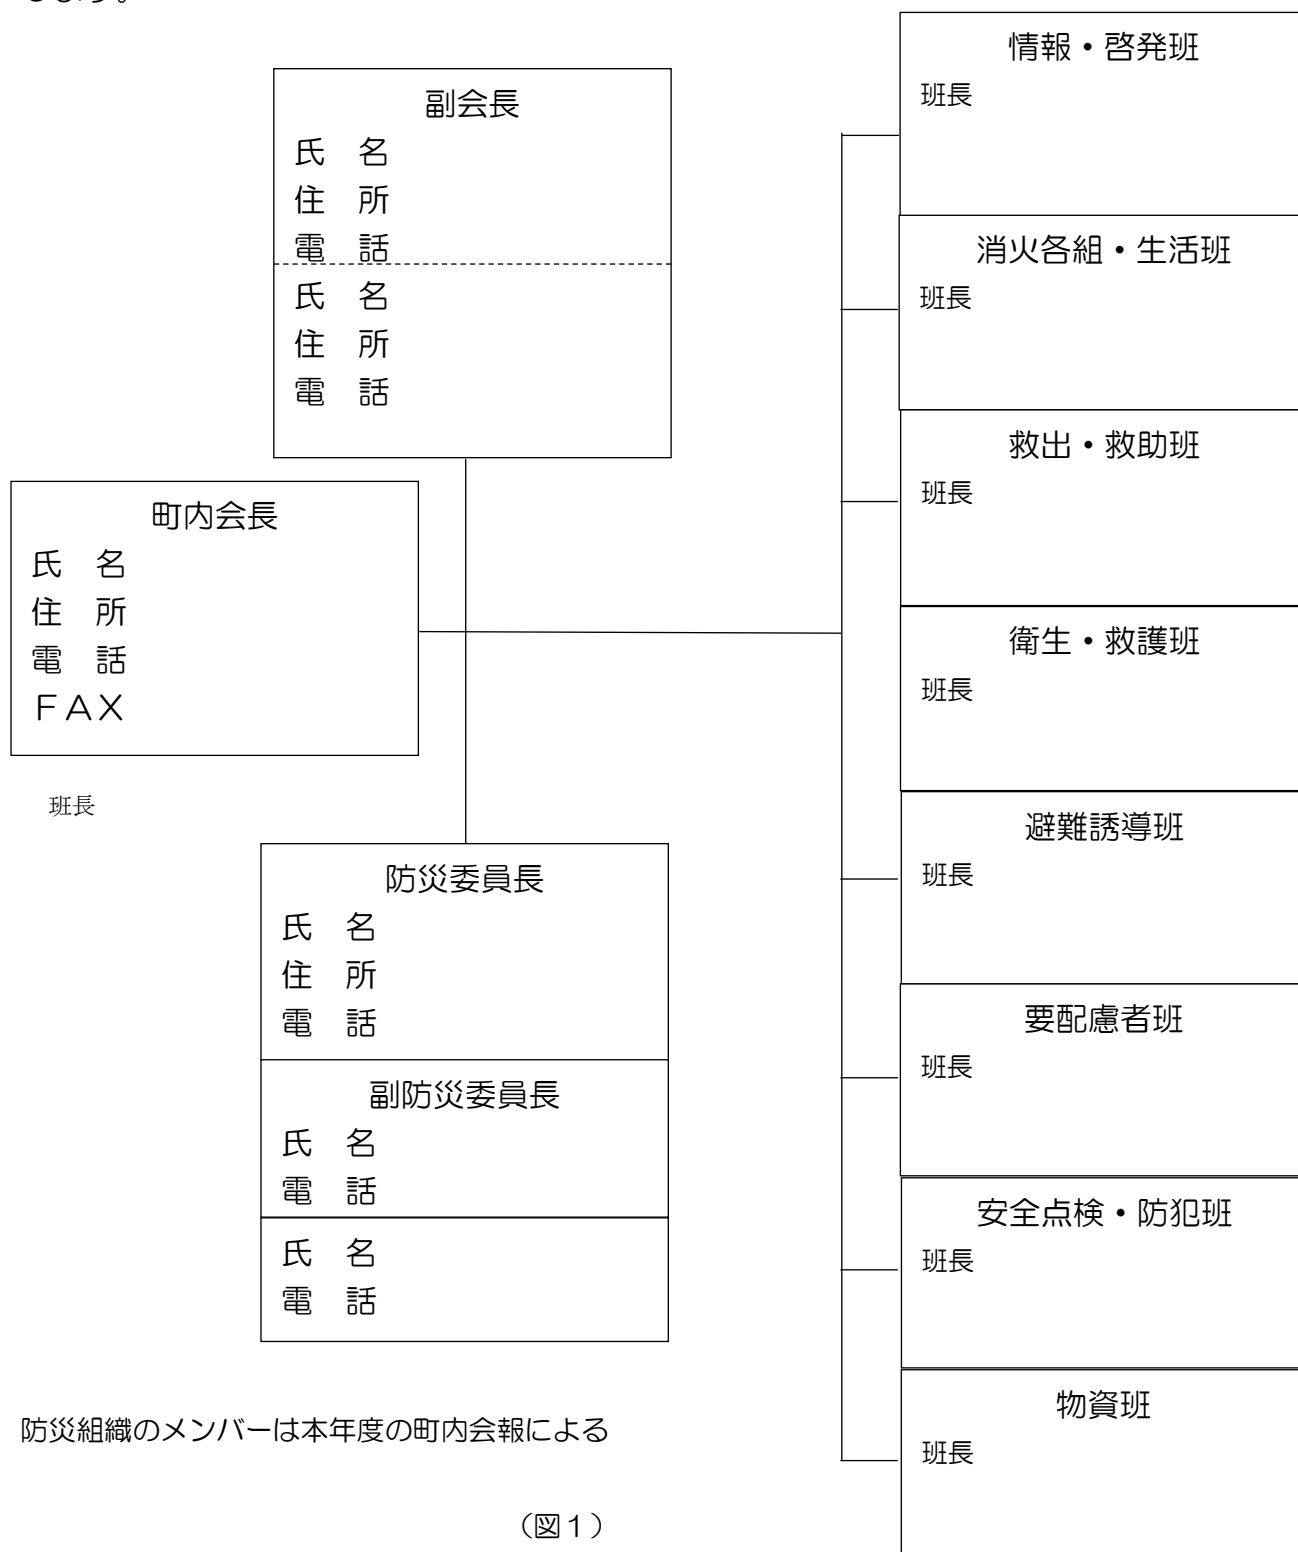 情報・啓発班
班長
副会長
氏　名
住　所
電　話
氏　名
住　所
電　話
消火各組・生活班
班長
救出・救助班
班長
町内会長
氏　名
住　所
電　話
ＦＡＸ
衛生・救護班
班長
班長
避難誘導班
班長
防災委員長
氏　名
住　所
電　話
副防災委員長
氏　名
電　話
氏　名
電　話
要配慮者班
班長
安全点検・防犯班
班長
物資班
班長
防災組織のメンバーは本年度の町内会報による
（図１）